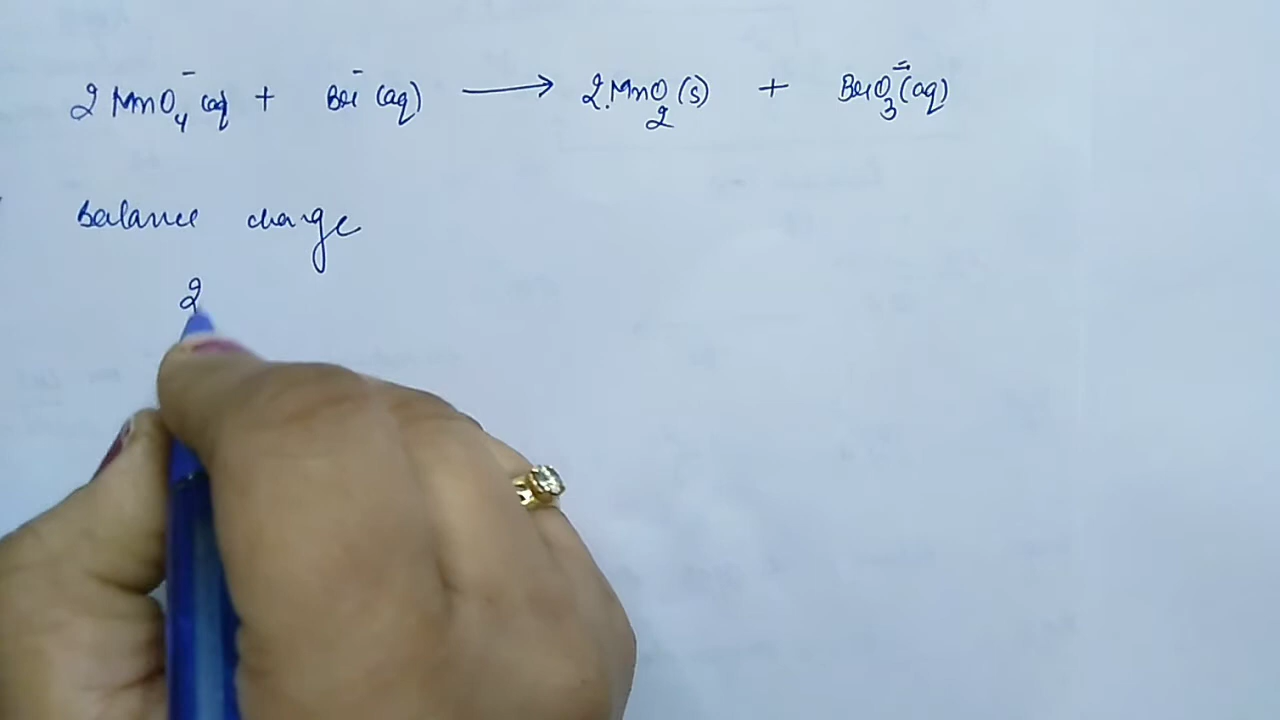 2 MnO₄⁻ (aq + Br⁻ (aq) ⟶ 2 MnO₂ (s) + BrO₃⁻ (aq)
Balance charge
2